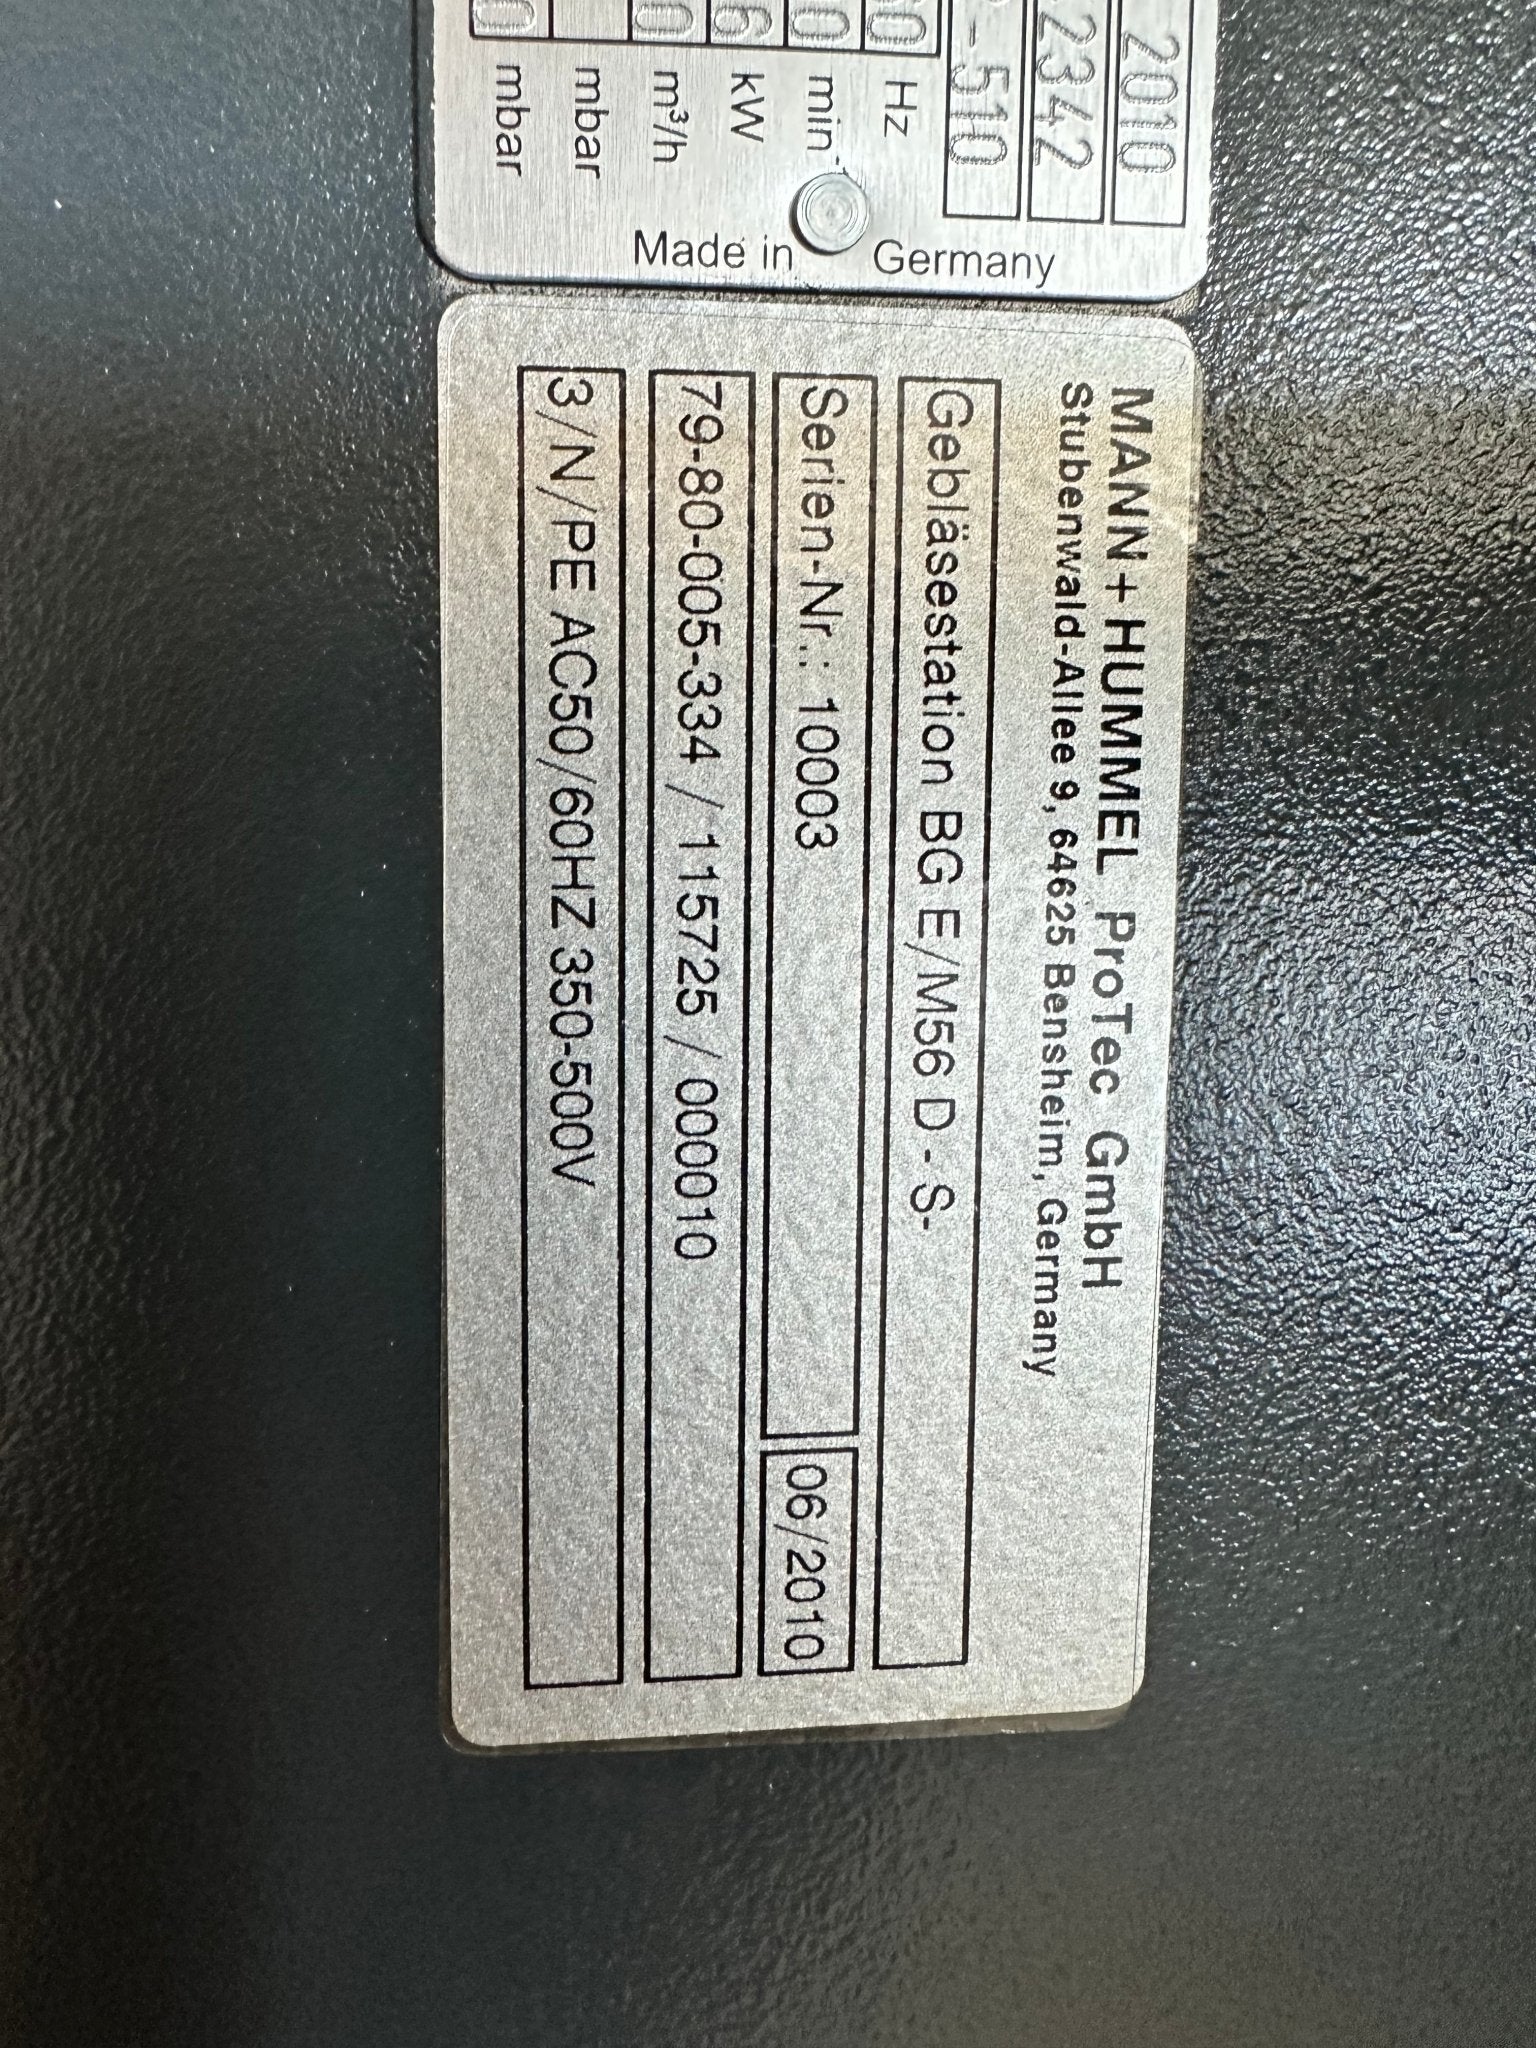 2010
2342
-510
Hz
min
kW
m³/h
mbar
mbar
Made in Germany
MANN+HUMMEL ProTec GmbH
Stubenwald-Allee 9, 64625 Bensheim, Germany
Gebläsestation BG E/M56 D - S-
Serien-Nr.: 10003 06/2010
79-80-005-334 / 115725 / 000010
3/N/PE AC50/60HZ 350-500V